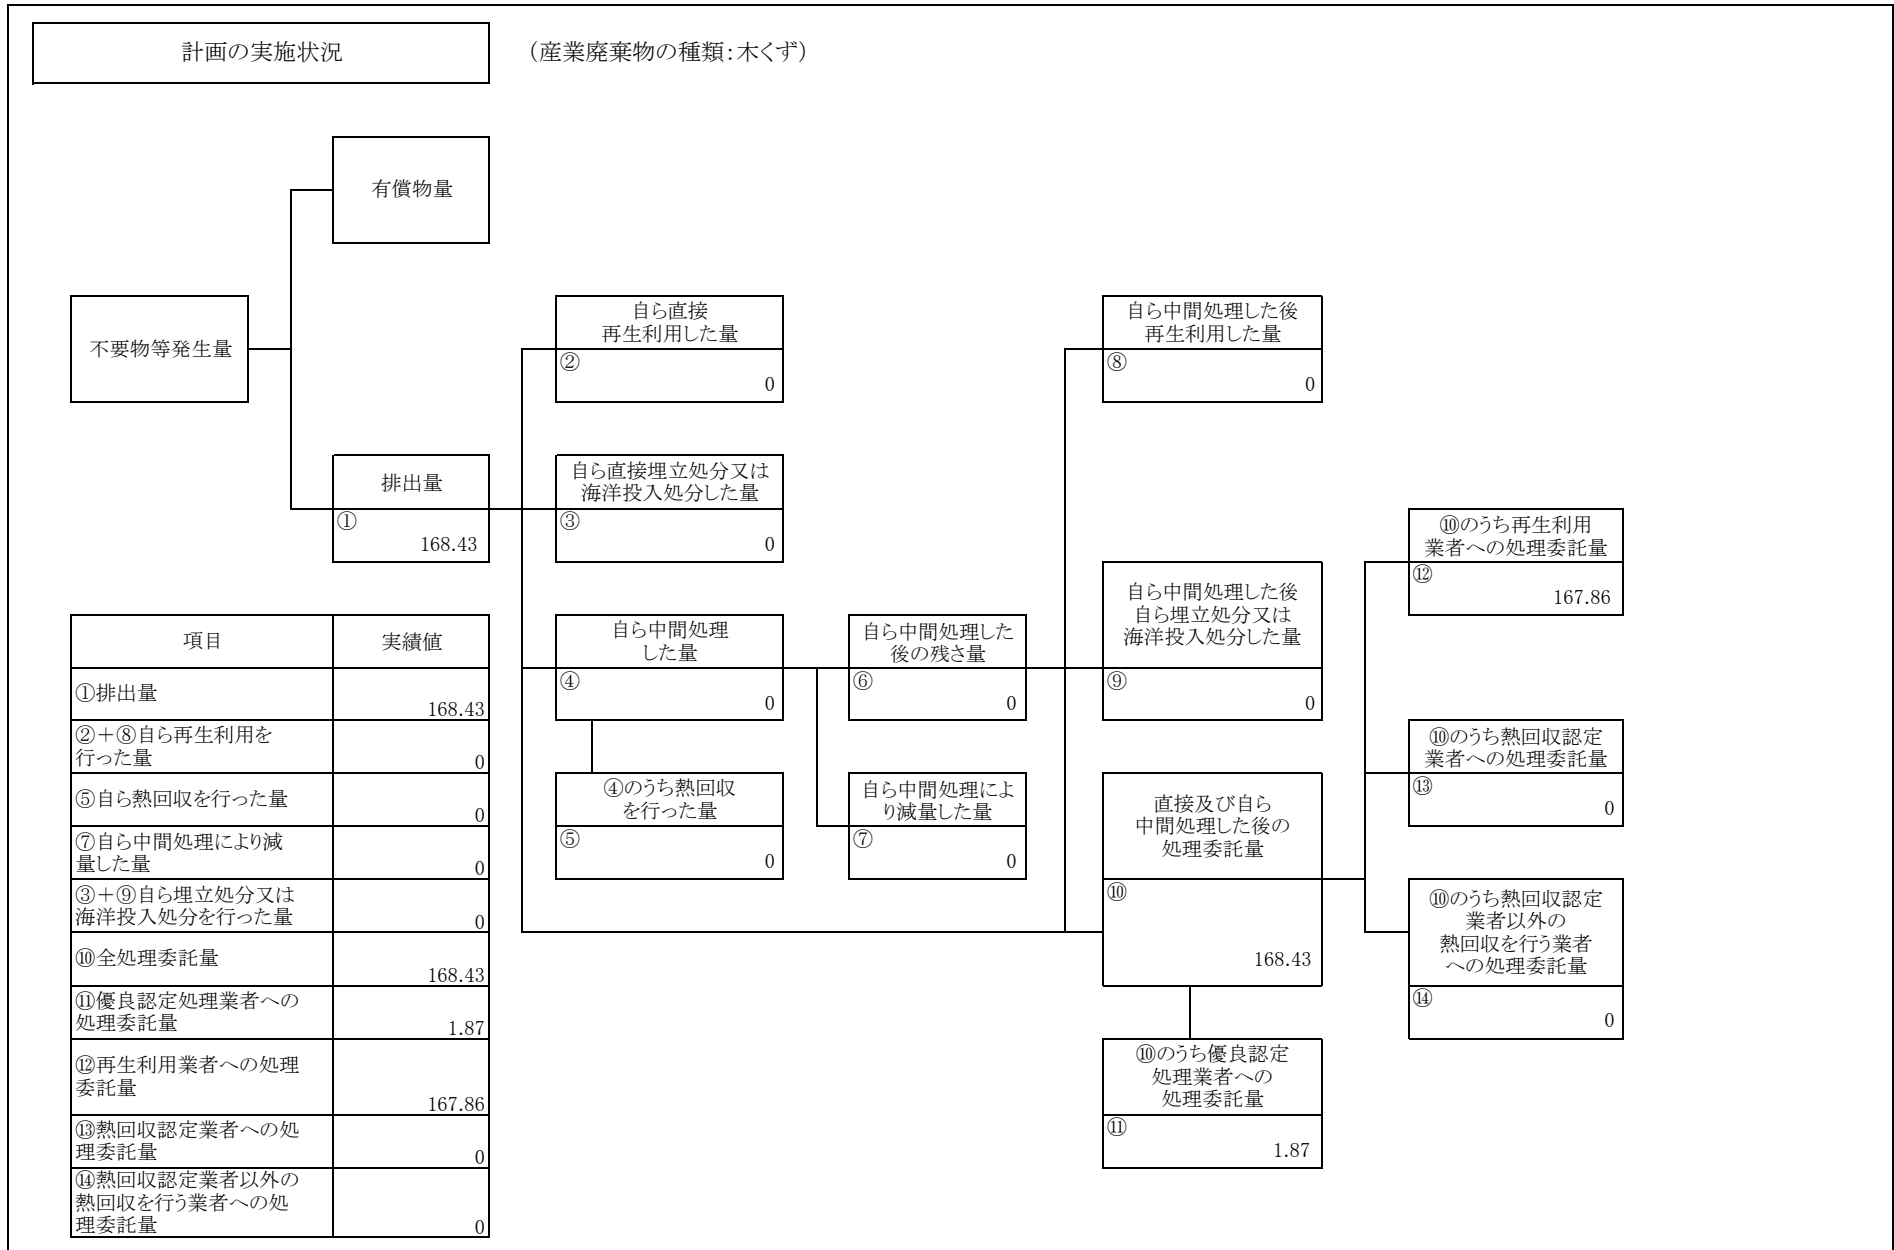 計画の実施状況
（産業廃棄物の種類：木くず）
有償物量
不要物等発生量
排出量
①
168.43
自ら直接
再生利用した量
②
0
自ら直接埋立処分又は
海洋投入処分した量
③
0
自ら中間処理
した量
④
0
④のうち熱回収
を行った量
⑤
0
自ら中間処理した
後の残さ量
⑥
0
自ら中間処理によ
り減量した量
⑦
0
自ら中間処理した後
再生利用した量
⑧
0
自ら中間処理した後
自ら埋立処分又は
海洋投入処分した量
⑨
0
直接及び自ら
中間処理した後の
処理委託量
⑩
168.43
⑩のうち優良認定
処理業者への
処理委託量
⑪
1.87
⑩のうち再生利用
業者への処理委託量
⑫
167.86
⑩のうち熱回収認定
業者への処理委託量
⑬
0
⑩のうち熱回収認定
業者以外の
熱回収を行う業者
への処理委託量
⑭
0
項目
実績値
①排出量
168.43
②＋⑧自ら再生利用を
行った量
0
⑤自ら熱回収を行った量
0
⑦自ら中間処理により減
量した量
0
③＋⑨自ら埋立処分又は
海洋投入処分を行った量
0
⑩全処理委託量
168.43
⑪優良認定処理業者への
処理委託量
1.87
⑫再生利用業者への処理
委託量
167.86
⑬熱回収認定業者への処
理委託量
0
⑭熱回収認定業者以外の
熱回収を行う業者への処
理委託量
0